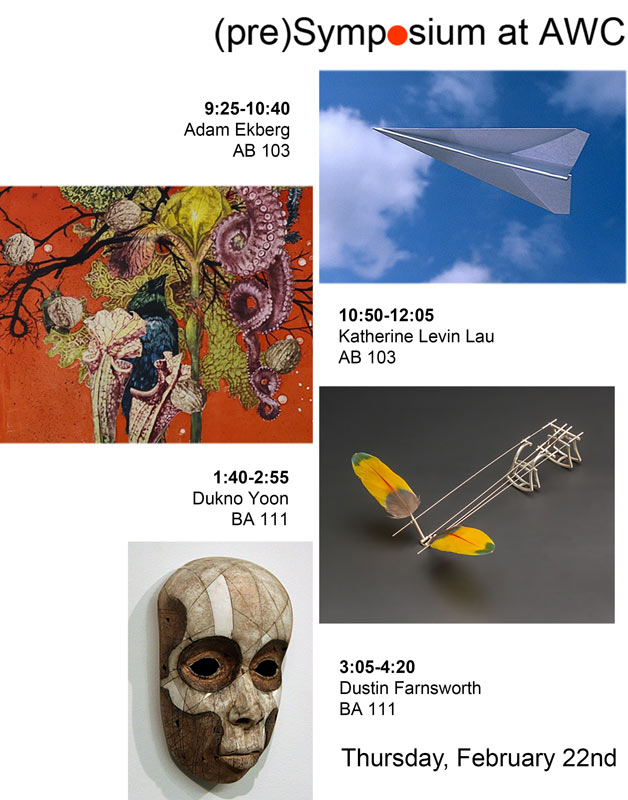 (pre)Symposium at AWC
9:25-10:40
Adam Ekberg
AB 103
10:50-12:05
Katherine Levin Lau
AB 103
1:40-2:55
Dukno Yoon
BA 111
3:05-4:20
Dustin Farnsworth
BA 111
Thursday, February 22nd